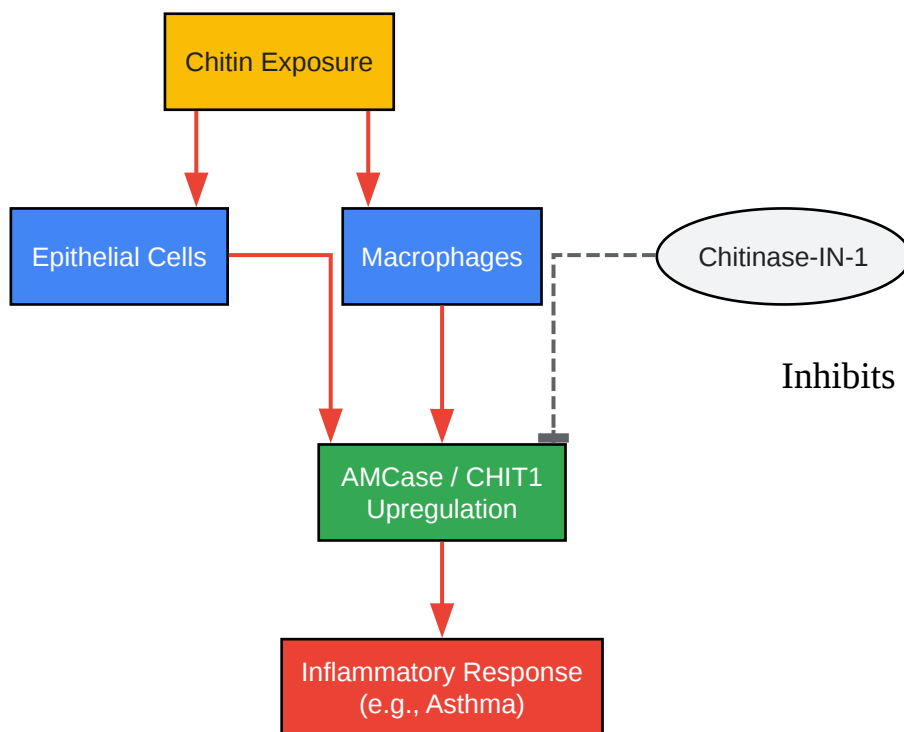 Chitin Exposure
Epithelial Cells
Macrophages
Chitinase-IN-1
Inhibits
AMCase / CHIT1
Upregulation
Inflammatory Response
(e.g., Asthma)